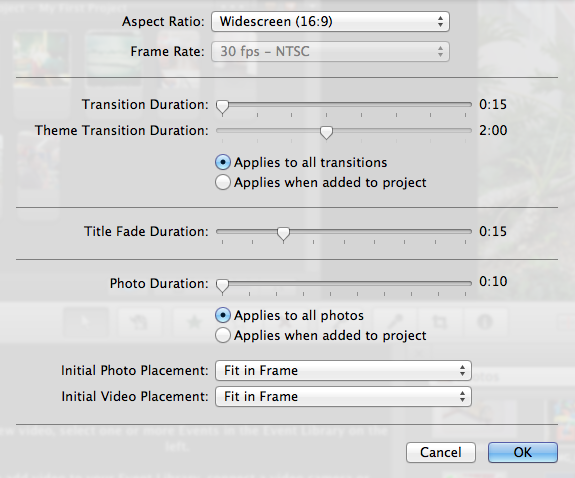 Aspect Ratio: Widescreen (16:9)
Frame Rate: 30 fps – NTSC
Transition Duration: 0:15
Theme Transition Duration: 2:00
Applies to all transitions
Applies when added to project
Title Fade Duration: 0:15
Photo Duration: 0:10
Applies to all photos
Applies when added to project
Initial Photo Placement: Fit in Frame
Initial Video Placement: Fit in Frame
left.
Cancel OK